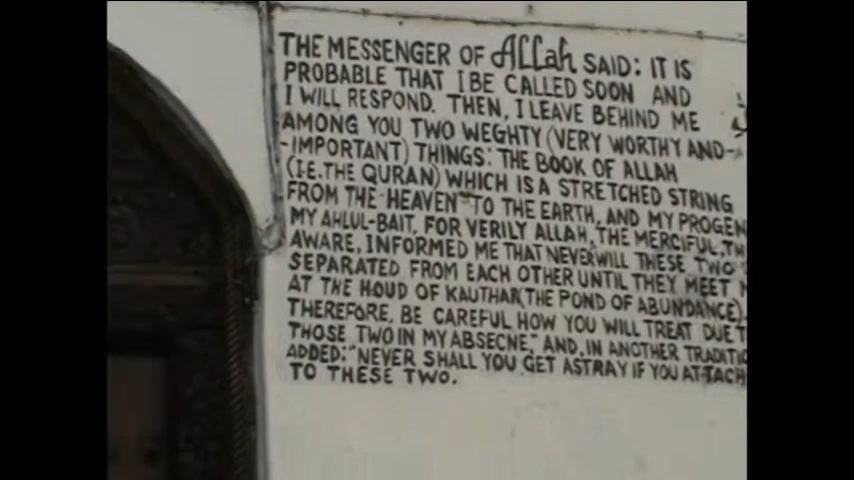 THE MESSENGER OF Allah SAID: IT IS
PROBABLE THAT I BE CALLED SOON AND
I WILL RESPOND. THEN, I LEAVE BEHIND ME
AMONG YOU TWO WEGHTY (VERY WORTHY AND-
-IMPORTANT) THINGS: THE BOOK OF ALLAH
(I.E. THE QURAN) WHICH IS A STRETCHED STRING
FROM THE HEAVEN TO THE EARTH, AND MY PROGEN
MY AHLUL-BAIT, FOR VERILY ALLAH, THE MERCIFUL, TH
AWARE, INFORMED ME THAT NEVER WILL THESE TWO
SEPARATED FROM EACH OTHER UNTIL THEY MEET
AT THE HOUD OF KAUTHAR (THE POND OF ABUNDANCE).
THEREFORE, BE CAREFUL HOW YOU WILL TREAT DUE T
THOSE TWO IN MY ABSECNE," AND, IN ANOTHER TRADITIO
ADDED: "NEVER SHALL YOU GET ASTRAY IF YOU ATTACH
TO THESE TWO.